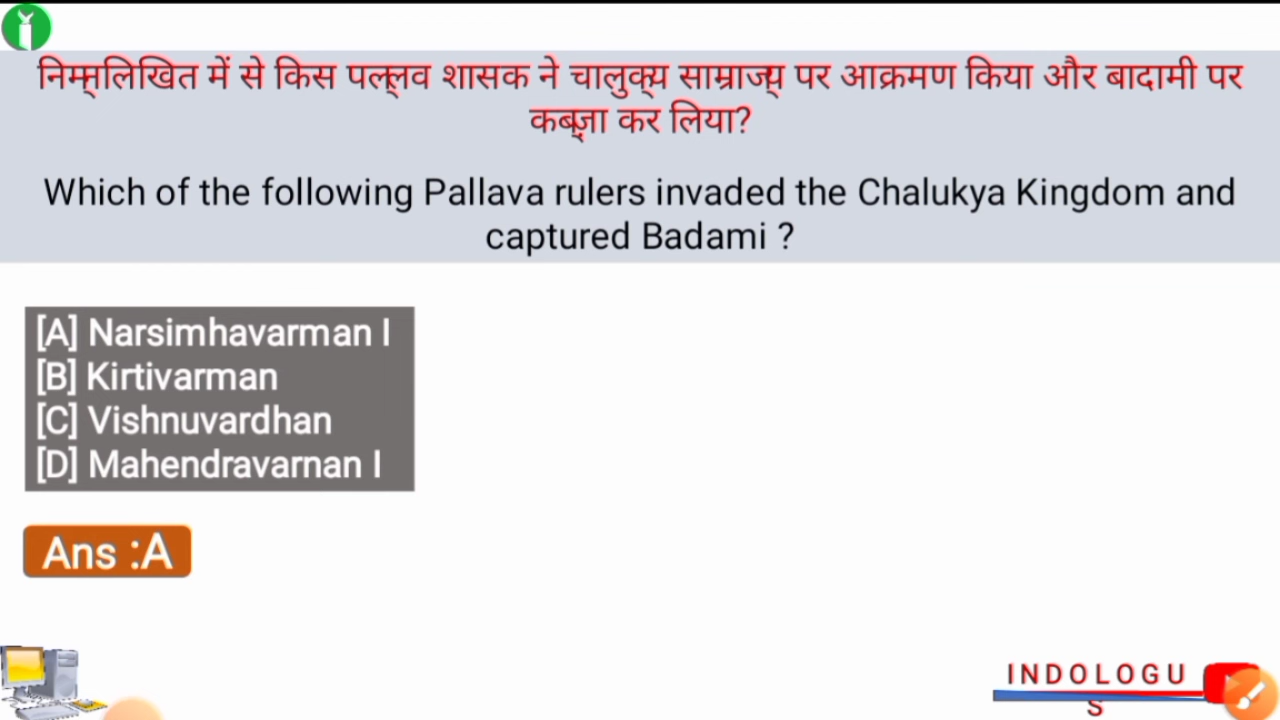 निम्नलिखित में से किस पल्लव शासक ने चालुक्य साम्राज्य पर आक्रमण किया और बादामी पर
कब्ज़ा कर लिया?
Which of the following Pallava rulers invaded the Chalukya Kingdom and
captured Badami ?
[A] Narsimhavarman I
[B] Kirtivarman
[C] Vishnuvardhan
[D] Mahendravarnan I
Ans :A
INDOLOGU
S